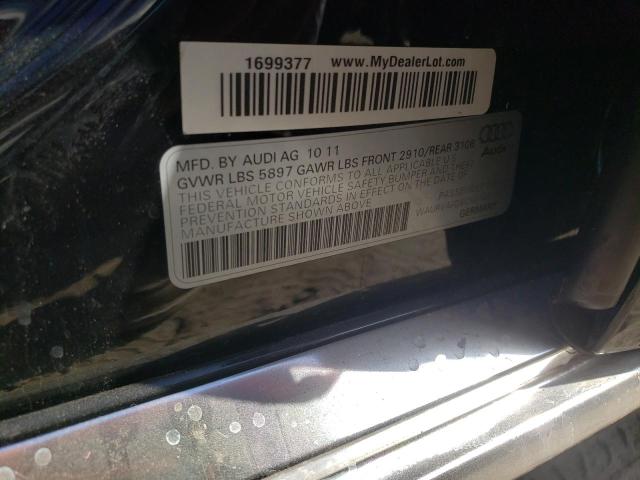 1699377 www.MyDealerLot.com
MFD. BY AUDI AG 10 11
GVWR LBS 5897 GAWR LBS FRONT 2910/REAR 3106
THIS VEHICLE CONFORMS TO ALL APPLICABLE U.S.
FEDERAL MOTOR VEHICLE SAFETY BUMPER AND THEFT
PREVENTION STANDARDS IN EFFECT ON THE DATE OF
MANUFACTURE SHOWN ABOVE
Audi
GERMANY